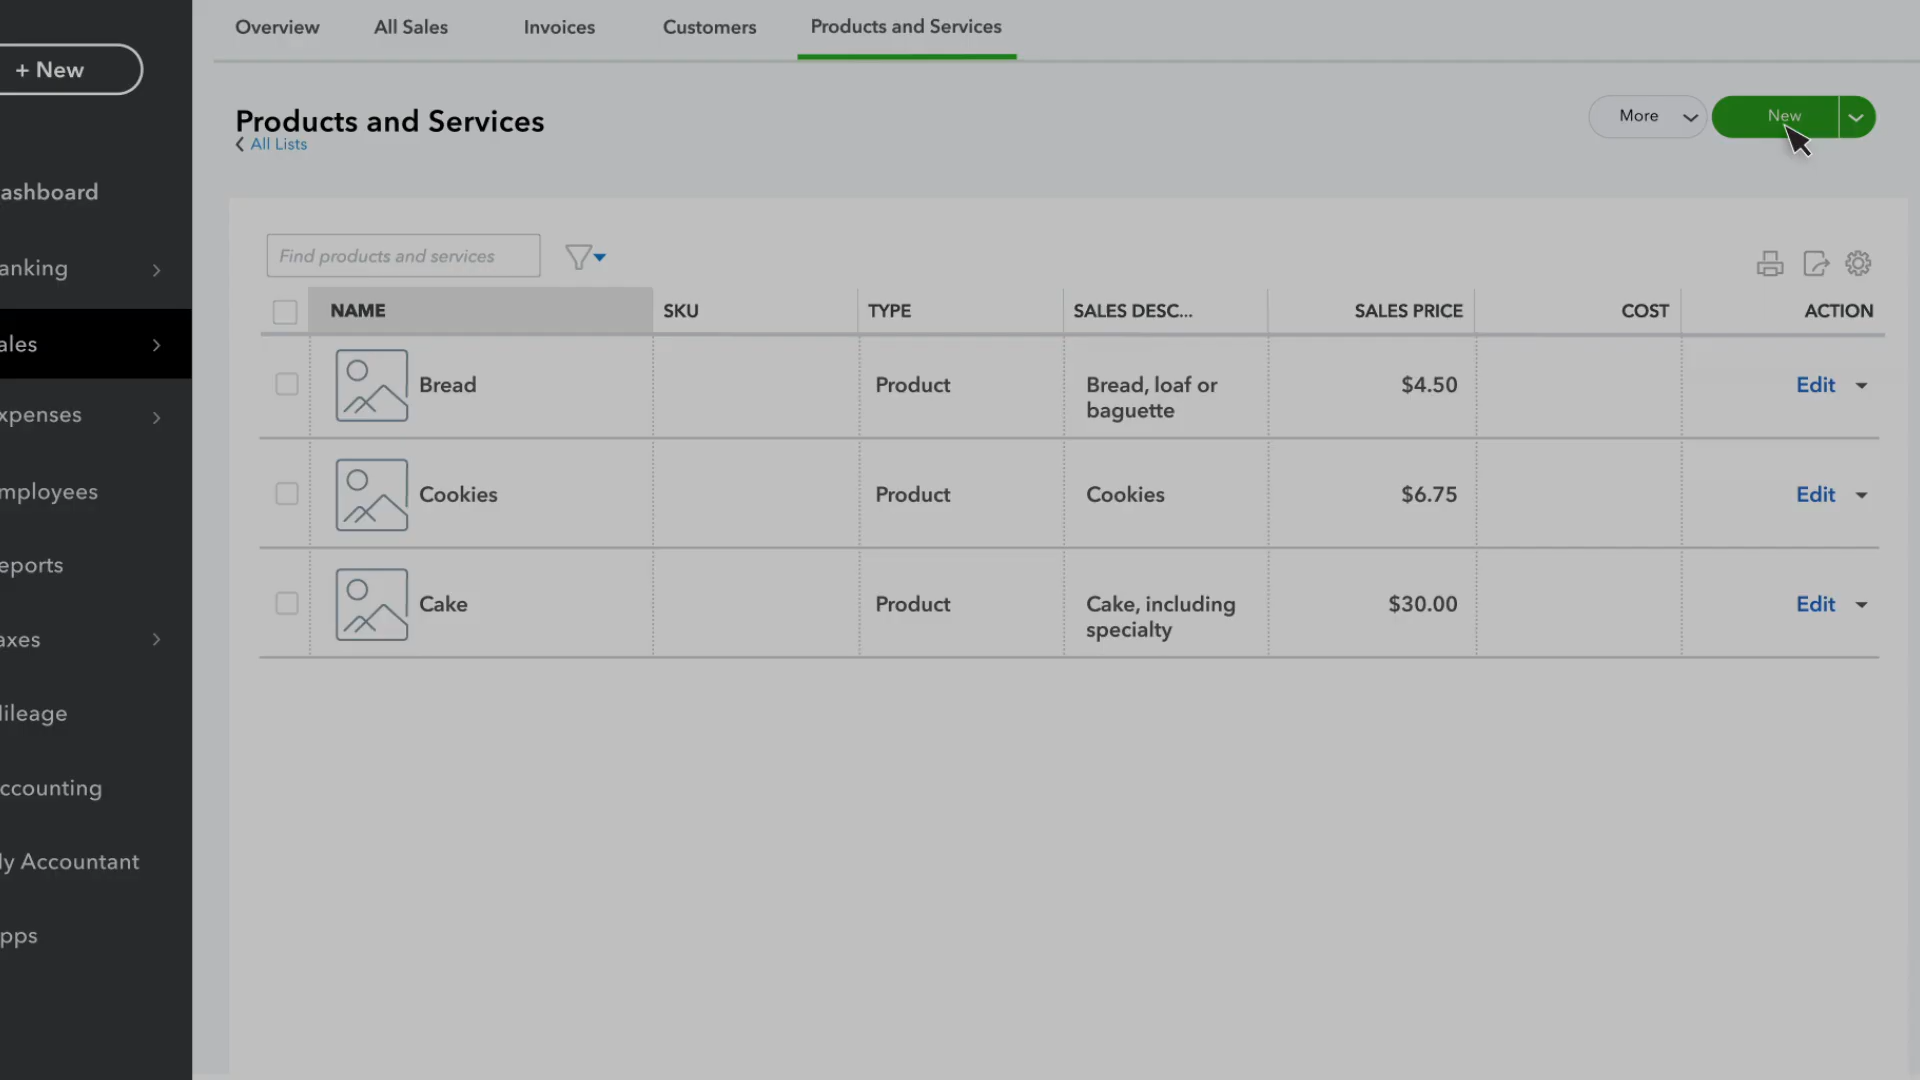 Overview All Sales Invoices Customers Products and Services
+ New
Products and Services
All Lists
More New
ashboard
anking
ales
xpenses
mployees
eports
axes
ileage
ccounting
y Accountant
pps
Find products and services
NAME SKU TYPE SALES DESC... SALES PRICE COST ACTION
Bread Product Bread, loaf or $4.50 Edit
baguette
Cookies Product Cookies $6.75 Edit
Cake Product Cake, including $30.00 Edit
specialty